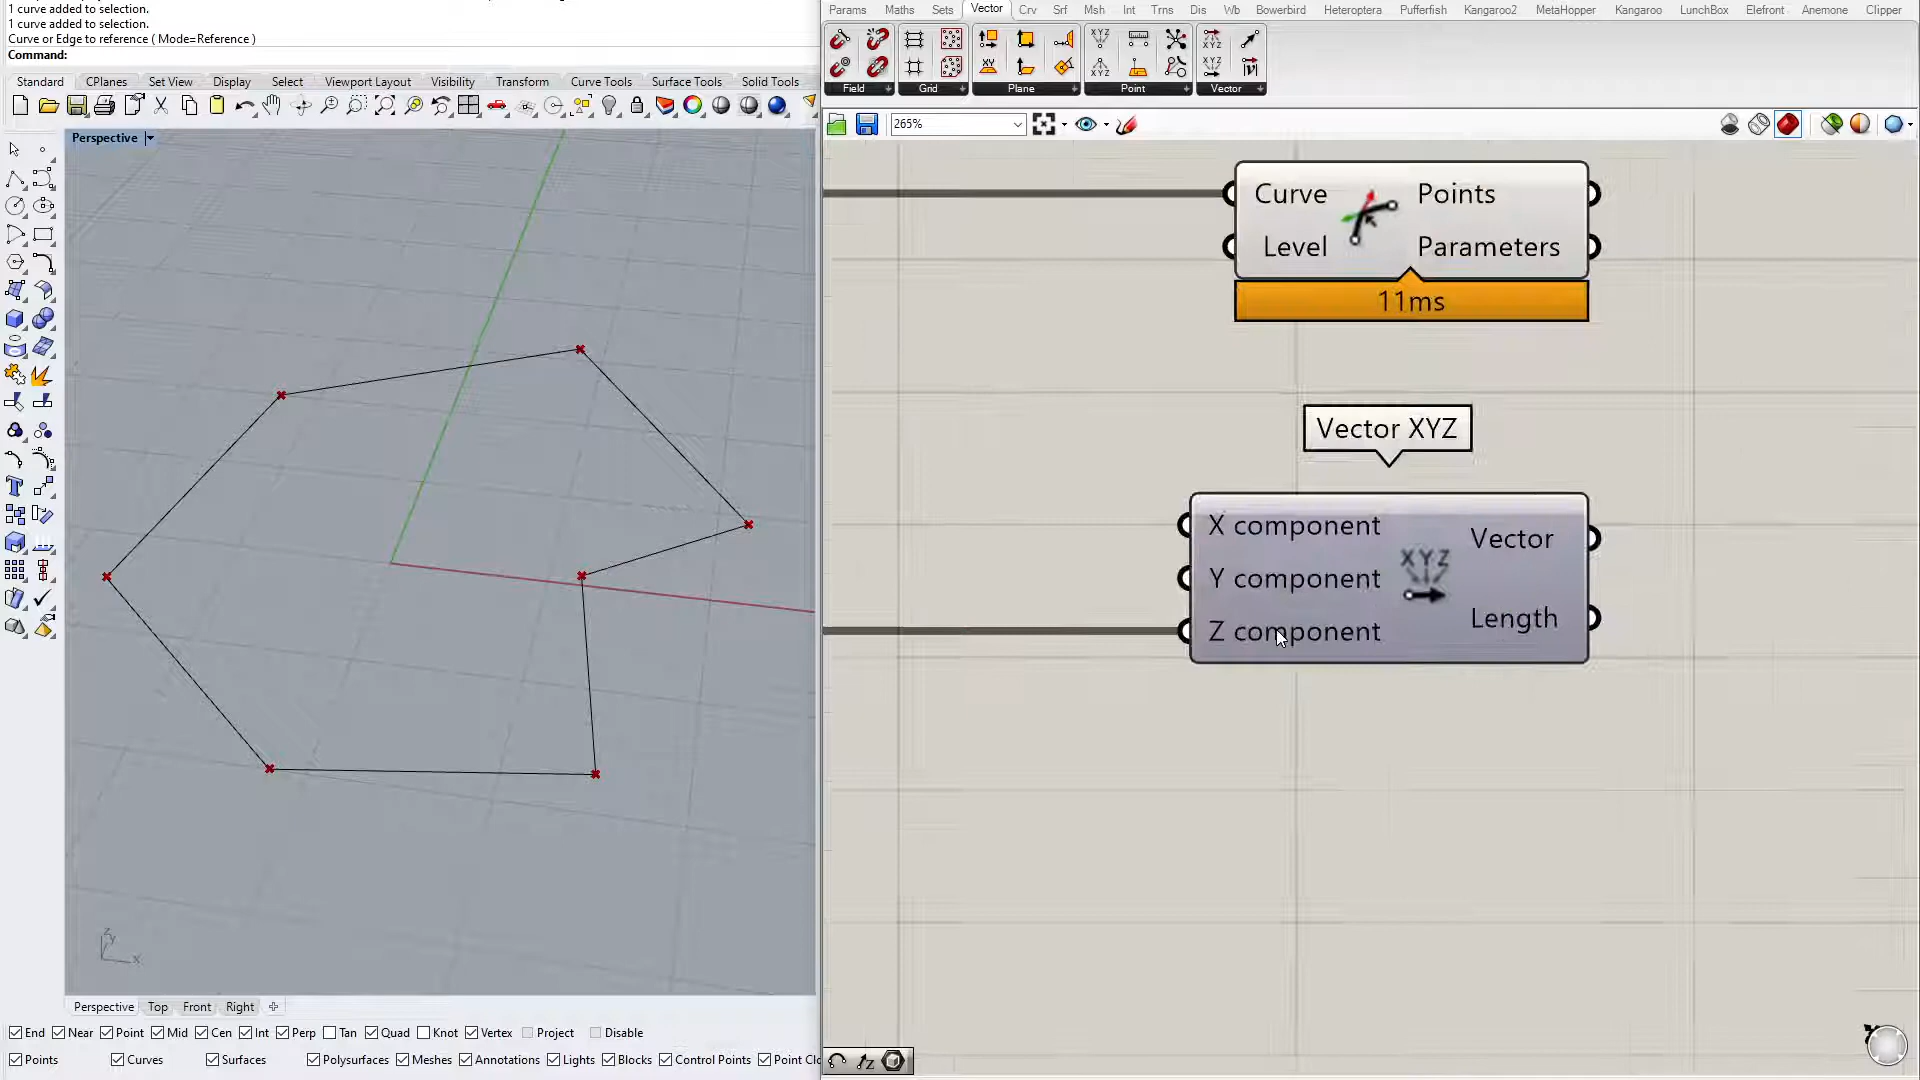 1 curve added to selection.
1 curve added to selection.
Curve or Edge to reference ( Mode=Reference )
Command:
Standard CPlanes Set View Display Select Viewport Layout Visibility Transform Curve Tools Surface Tools Solid Tools
Perspective
Perspective Top Front Right
End Near Point Mid Cen Int Perp Tan Quad Knot Vertex Project Disable
Points Curves Surfaces Polysurfaces Meshes Annotations Lights Blocks Control Points Point Clo
z
y
x
Params Maths Sets Vector Crv Srf Msh Int Trns Dis Wb Bowerbird Heteroptera Pufferfish Kangaroo2 MetaHopper Kangaroo LunchBox Elefront Anemone Clipper
Field Grid Plane Point Vector
265%
Curve Points
Level Parameters
11ms
Vector XYZ
X component
Y component
Z component
XYZ
Vector
Length